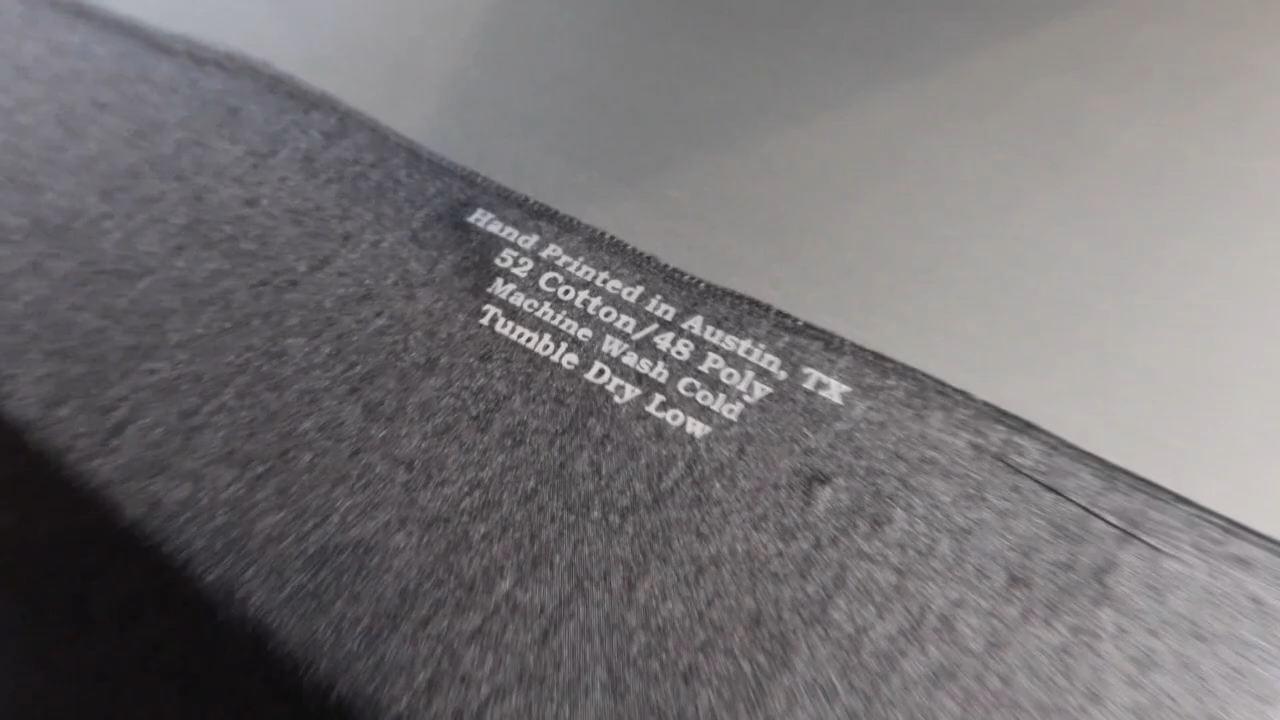 Hand Printed in Austin, TX
52 Cotton/48 Poly
Machine Wash Cold
Tumble Dry Low